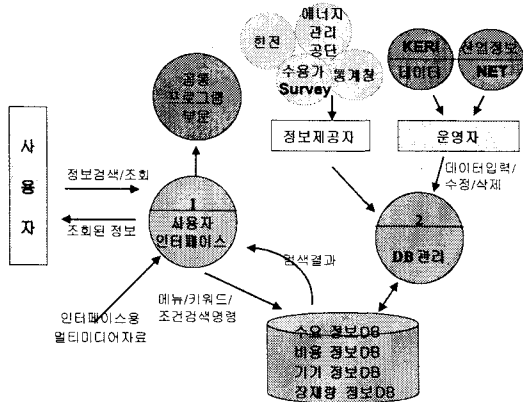 한전
에너지
관리
공단
수용가
Survey
통계청
KERI
데이터
산업정보
NET
공통
프로그램
부문
정보제공자
운영자
사
용
자
정보검색/조회
조회된 정보
1
사용자
인터페이스
데이터입력/
수정/삭제
2
DB 관리
검색결과
인터페이스용
멀티미디어자료
메뉴/키워드/
조건검색명령
수요 정보DB
비용 정보DB
기기 정보DB
잠재량 정보DB